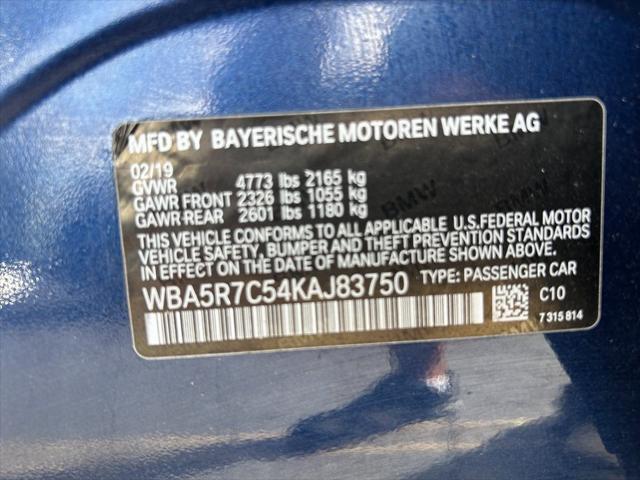 MFD BY BAYERISCHE MOTOREN WERKE AG
02/19
GVWR 4773 lbs 2165 kg
GAWR FRONT 2326 lbs 1055 kg
GAWR REAR 2601 lbs 1180 kg
THIS VEHICLE CONFORMS TO ALL APPLICABLE U.S.FEDERAL MOTOR
VEHICLE SAFETY, BUMPER AND THEFT PREVENTION STANDARDS
IN EFFECT ON THE DATE OF MANUFACTURE SHOWN ABOVE.
WBA5R7C54KAJ83750 TYPE: PASSENGER CAR
C10
7 315 814